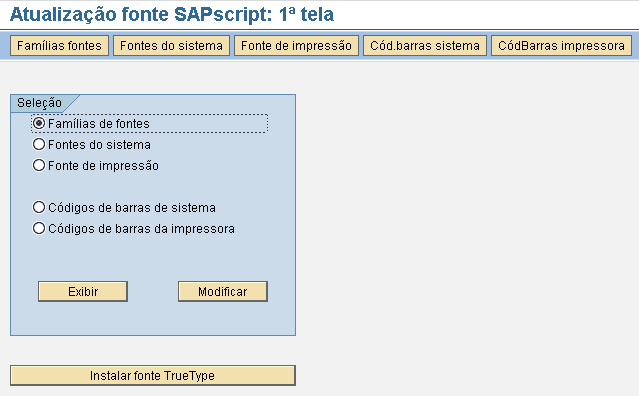 Atualização fonte SAPscript: 1ª tela
Famílias fontes Fontes do sistema Fonte de impressão Cód.barras sistema CódBarras impressora
Seleção
Famílias de fontes
Fontes do sistema
Fonte de impressão
Códigos de barras de sistema
Códigos de barras da impressora
Exibir Modificar
Instalar fonte TrueType